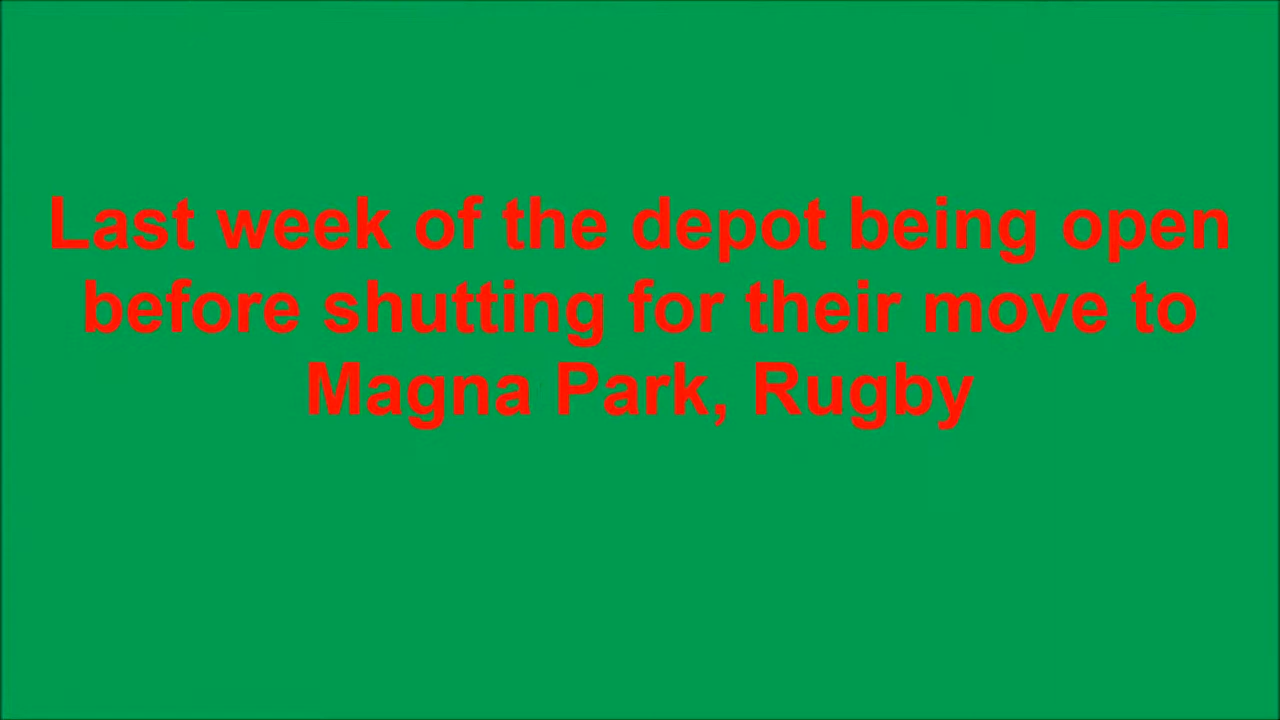 Last week of the depot being open
before shutting for their move to
Magna Park, Rugby